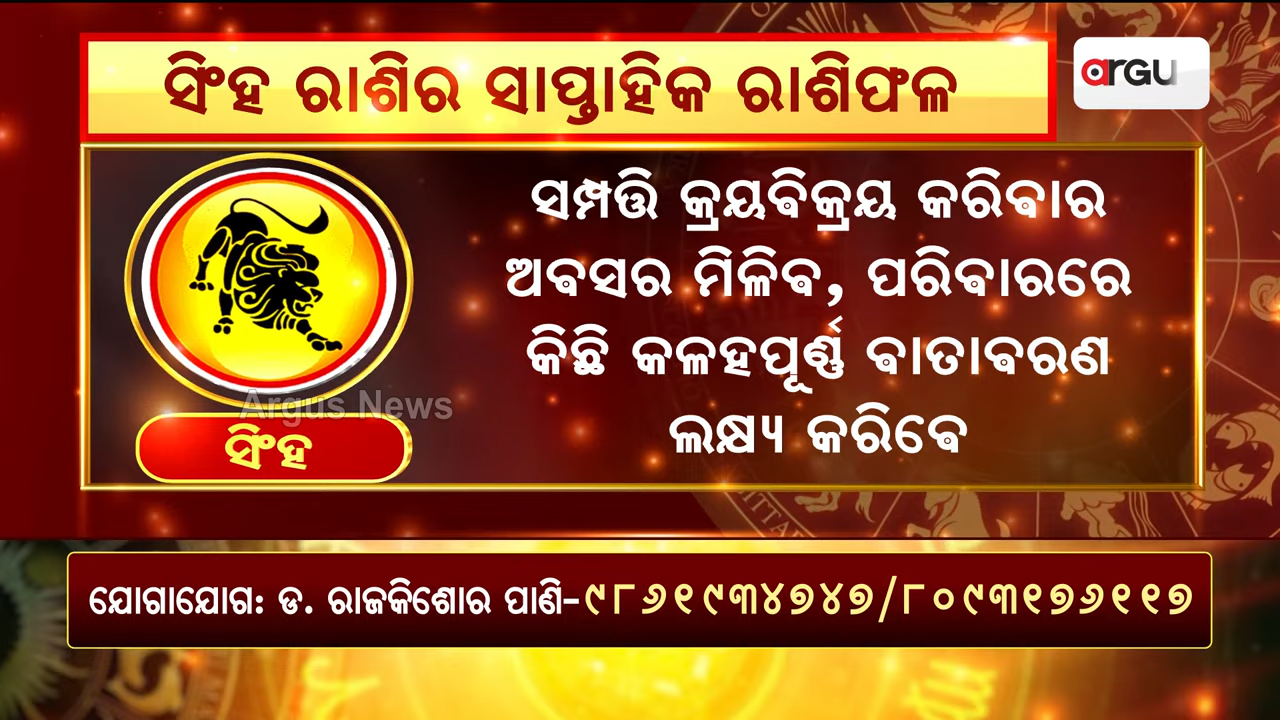 ସିଂହ ରାଶିର ସାପ୍ତାହିକ ରାଶିଫଳ
argu
ସମ୍ପତ୍ତି କ୍ରୟବିକ୍ରୟ କରିବାର
ଅବସର ମିଳିବ, ପରିବାରରେ
କିଛି କଳହପୂର୍ଣ୍ଣ ବାତାବରଣ
ଲକ୍ଷ୍ୟ କରିବେ
Argus News
ସିଂହ
ଯୋଗାଯୋଗ: ଡ. ରାଜକିଶୋର ପାଣି-୯୮୬୧୯୩୪୭୪୭/୮୦୯୩୧୭୬୧୧୭